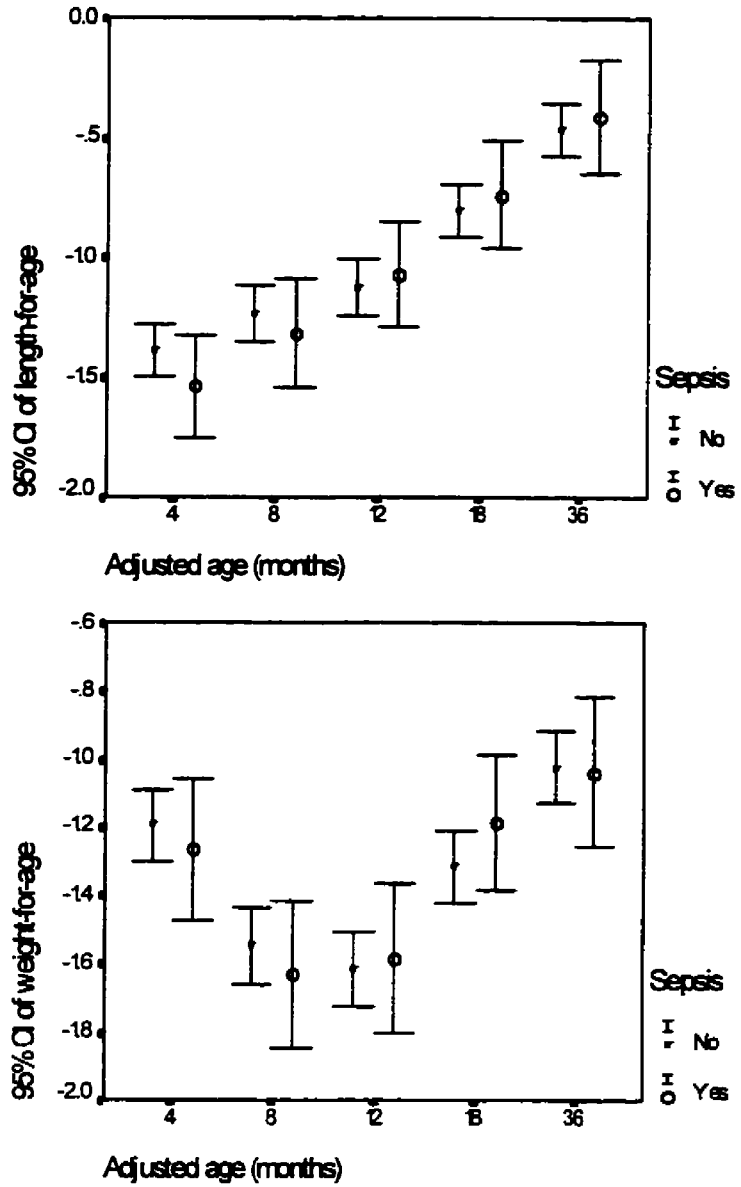 0.0
-.5
-1.0
-1.5
-2.0
95% CI of length-for-age
4
8
12
18
36
Adjusted age (months)
Sepsis
No
Yes
-.6
-.8
-1.0
-1.2
-1.4
-1.6
-1.8
-2.0
95% CI of weight-for-age
4
8
12
18
36
Adjusted age (months)
Sepsis
No
Yes